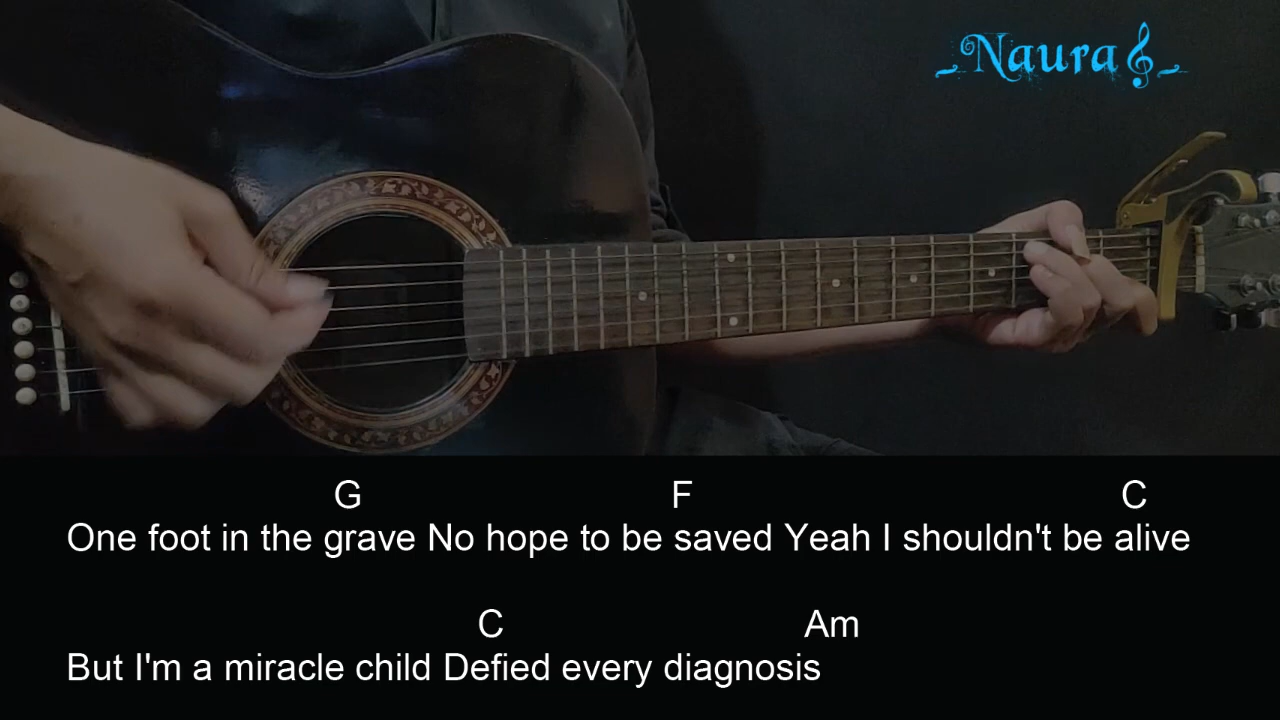 Naura
G F C
One foot in the grave No hope to be saved Yeah I shouldn't be alive
C Am
But I'm a miracle child Defied every diagnosis